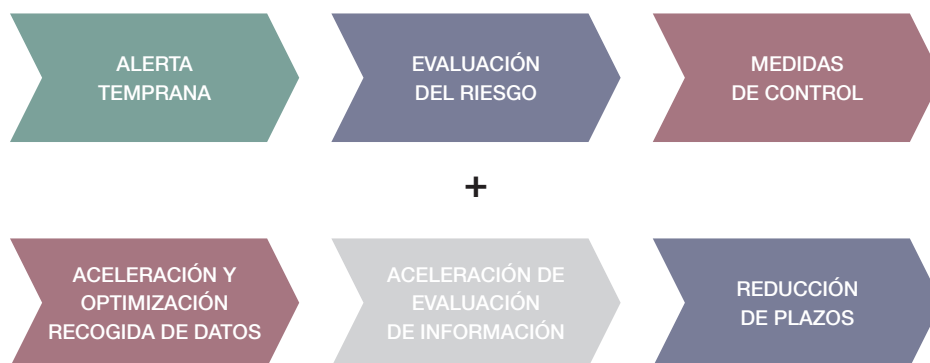 ALERTA
TEMPRANA
EVALUACIÓN
DEL RIESGO
MEDIDAS
DE CONTROL
+
ACELERACIÓN Y
OPTIMIZACIÓN
RECOGIDA DE DATOS
ACELERACIÓN DE
EVALUACIÓN
DE INFORMACIÓN
REDUCCIÓN
DE PLAZOS